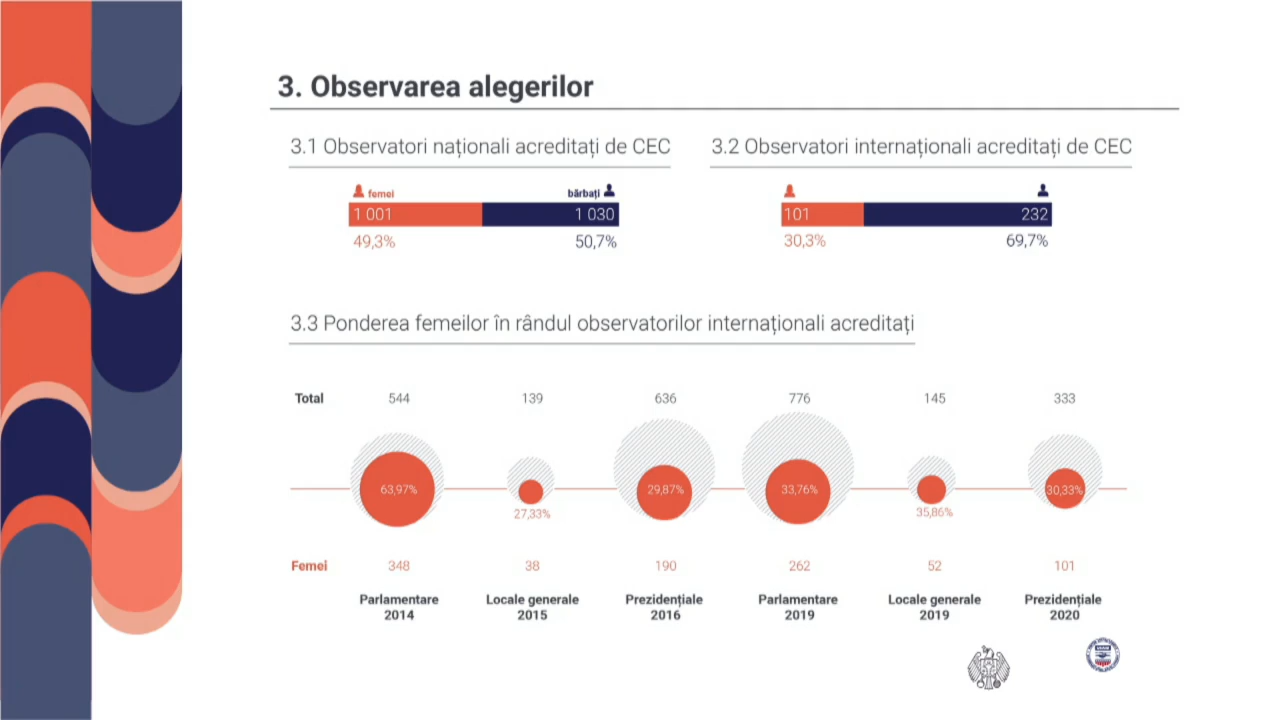 3. Observarea alegerilor
3.1 Observatori naționali acreditați de CEC
femei
bărbați
1 001
1 030
49,3%
50,7%
3.2 Observatori internaționali acreditați de CEC
101
232
30,3%
69,7%
3.3 Ponderea femeilor în rândul observatorilor internaționali acreditați
Total 544 139 636 776 145 333
63,97% 27,33% 29,87% 33,76% 35,86% 30,33%
Femei 348 38 190 262 52 101
Parlamentare Locale generale Prezidențiale Parlamentare Locale generale Prezidențiale
2014 2015 2016 2019 2019 2020